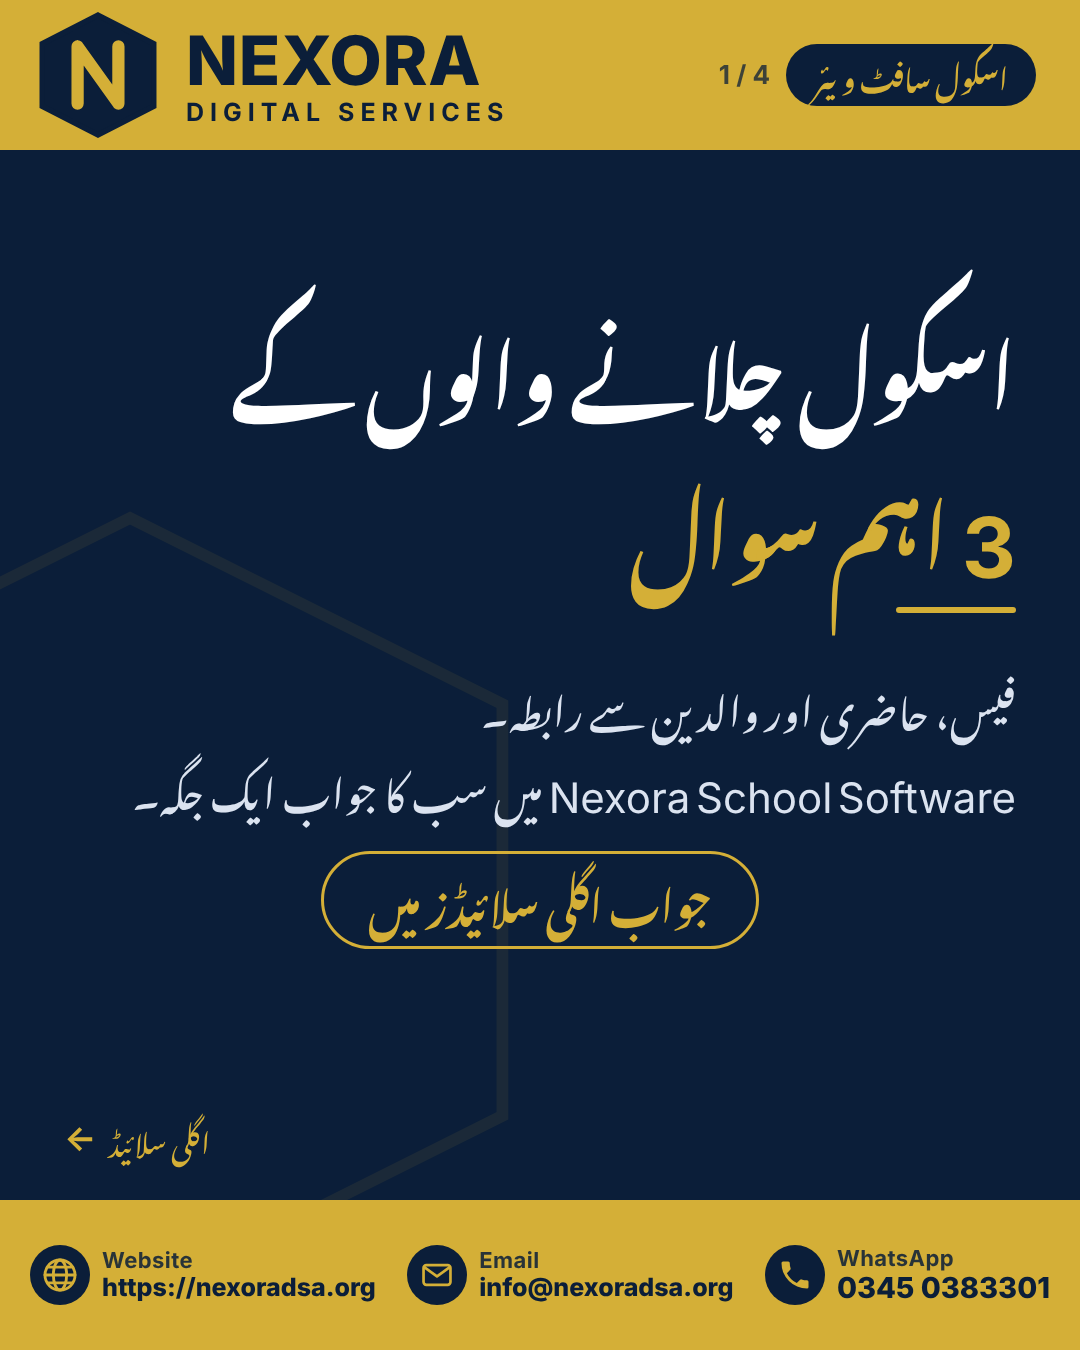 NEXORA
DIGITAL SERVICES
1 / 4
اسکول سافٹ ویئر
اسکول چلانے والوں کے
3 اہم سوال
فیس، حاضری اور والدین سے رابطہ۔
Nexora School Software میں سب کا جواب ایک جگہ۔
جواب اگلی سلائیڈز میں
اگلی سلائیڈ ←
Website
https://nexoradsa.org
Email
info@nexoradsa.org
WhatsApp
0345 0383301